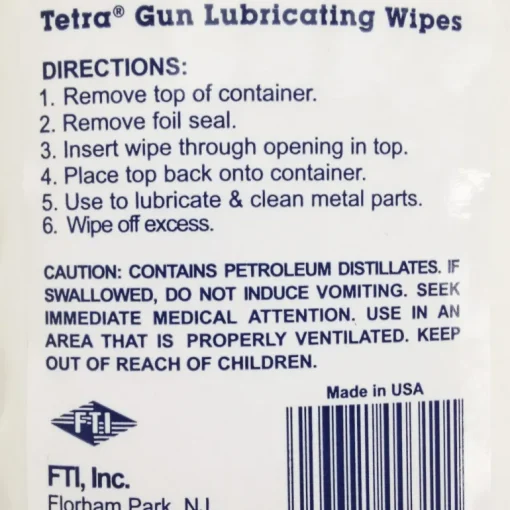 Tetra® Gun Lubricating Wipes
DIRECTIONS:
1. Remove top of container.
2. Remove foil seal.
3. Insert wipe through opening in top.
4. Place top back onto container.
5. Use to lubricate & clean metal parts.
6. Wipe off excess.
CAUTION: CONTAINS PETROLEUM DISTILLATES. IF
SWALLOWED, DO NOT INDUCE VOMITING. SEEK
IMMEDIATE MEDICAL ATTENTION. USE IN AN
AREA THAT IS PROPERLY VENTILATED. KEEP
OUT OF REACH OF CHILDREN.
Made in USA
FTI
FTI, Inc.
Florham Park, NJ